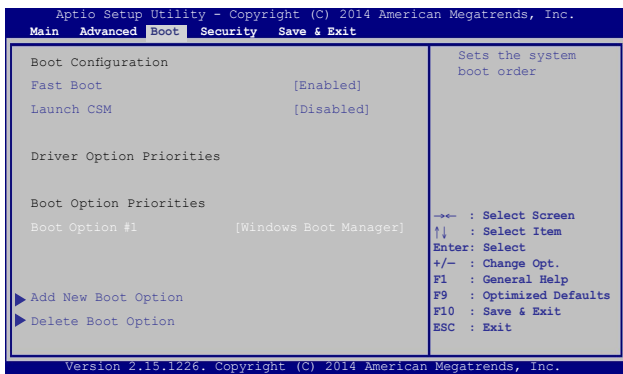 Aptio Setup Utility - Copyright (C) 2014 American Megatrends, Inc.
Main Advanced Boot Security Save & Exit
Boot Configuration
Fast Boot [Enabled]
Launch CSM [Disabled]
Driver Option Priorities
Boot Option Priorities
Boot Option #1 [Windows Boot Manager]
Add New Boot Option
Delete Boot Option
Sets the system
boot order
→← : Select Screen
↑↓ : Select Item
Enter: Select
+/— : Change Opt.
F1 : General Help
F9 : Optimized Defaults
F10 : Save & Exit
ESC : Exit
Version 2.15.1226. Copyright (C) 2014 American Megatrends, Inc.